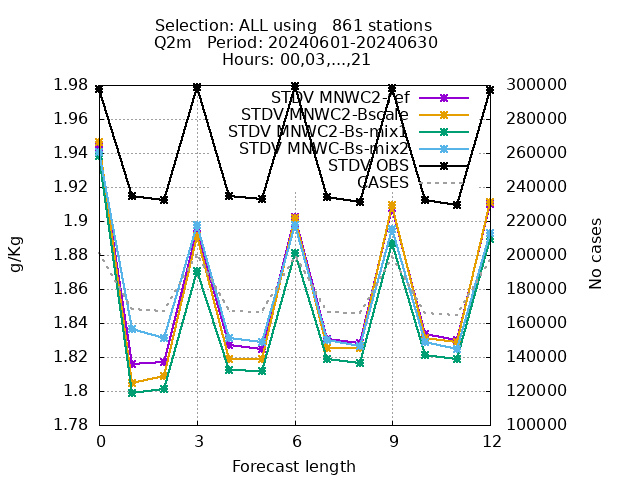 Selection: ALL using   861 stations
Q2m   Period: 20240601-20240630
Hours: 00,03,...,21
STDV MNWC2-ref
STDV MNWC2-Bscale
STDV MNWC2-Bs-mix1
STDV MNWC-Bs-mix2
STDV OBS
CASES
g/Kg
1.98
1.96
1.94
1.92
1.9
1.88
1.86
1.84
1.82
1.8
1.78
300000
280000
260000
240000
220000
200000
180000
160000
140000
120000
100000
No cases
0
3
6
9
12
Forecast length